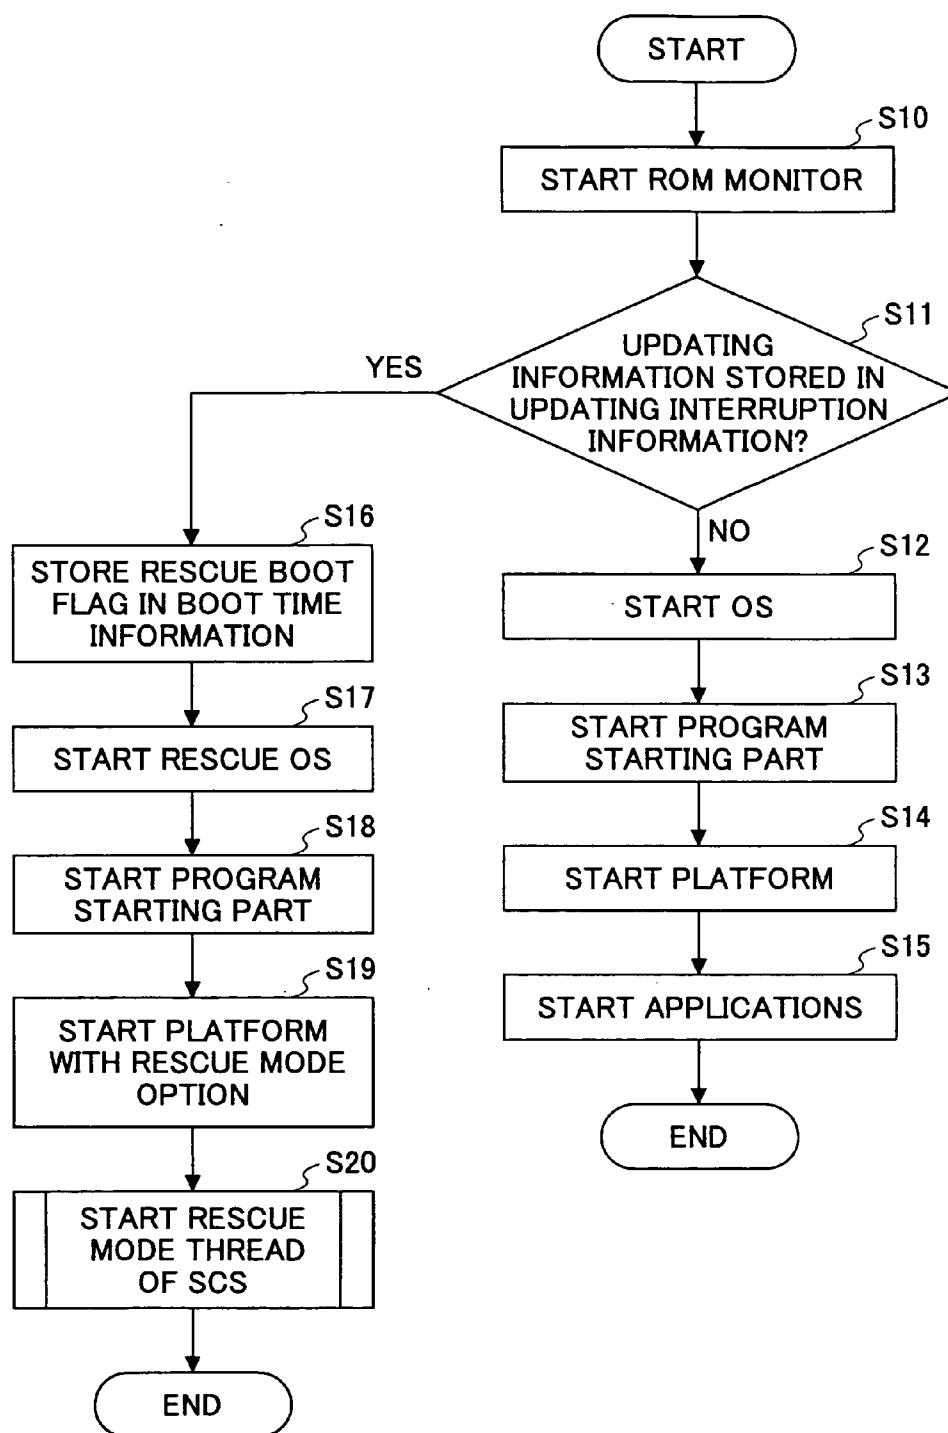 START
S10
START ROM MONITOR
S11
UPDATING
INFORMATION STORED IN
UPDATING INTERRUPTION
INFORMATION?
YES
NO
S16
STORE RESCUE BOOT
FLAG IN BOOT TIME
INFORMATION
S17
START RESCUE OS
S18
START PROGRAM
STARTING PART
S19
START PLATFORM
WITH RESCUE MODE
OPTION
S20
START RESCUE
MODE THREAD
OF SCS
END
S12
START OS
S13
START PROGRAM
STARTING PART
S14
START PLATFORM
S15
START APPLICATIONS
END